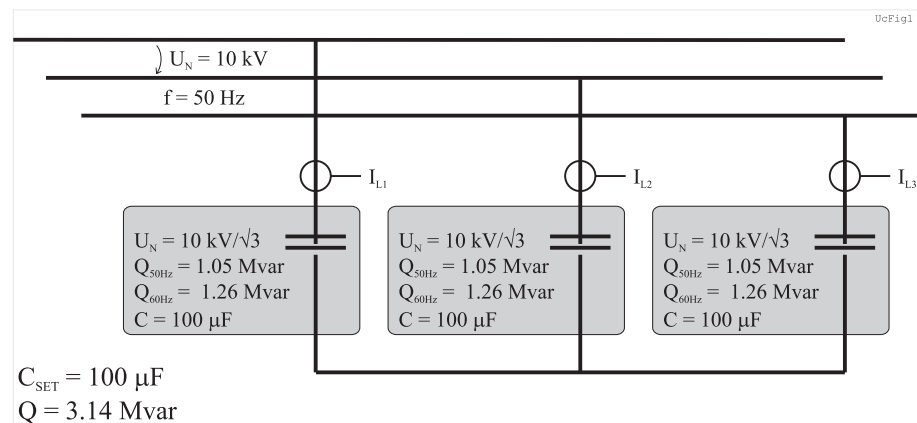 UcFig1
U_N = 10 kV
f = 50 Hz
I_L1
I_L2
I_L3
U_N = 10 kV/√3
Q_50Hz = 1.05 Mvar
Q_60Hz = 1.26 Mvar
C = 100 µF
U_N = 10 kV/√3
Q_50Hz = 1.05 Mvar
Q_60Hz = 1.26 Mvar
C = 100 µF
U_N = 10 kV/√3
Q_50Hz = 1.05 Mvar
Q_60Hz = 1.26 Mvar
C = 100 µF
C_SET = 100 µF
Q = 3.14 Mvar